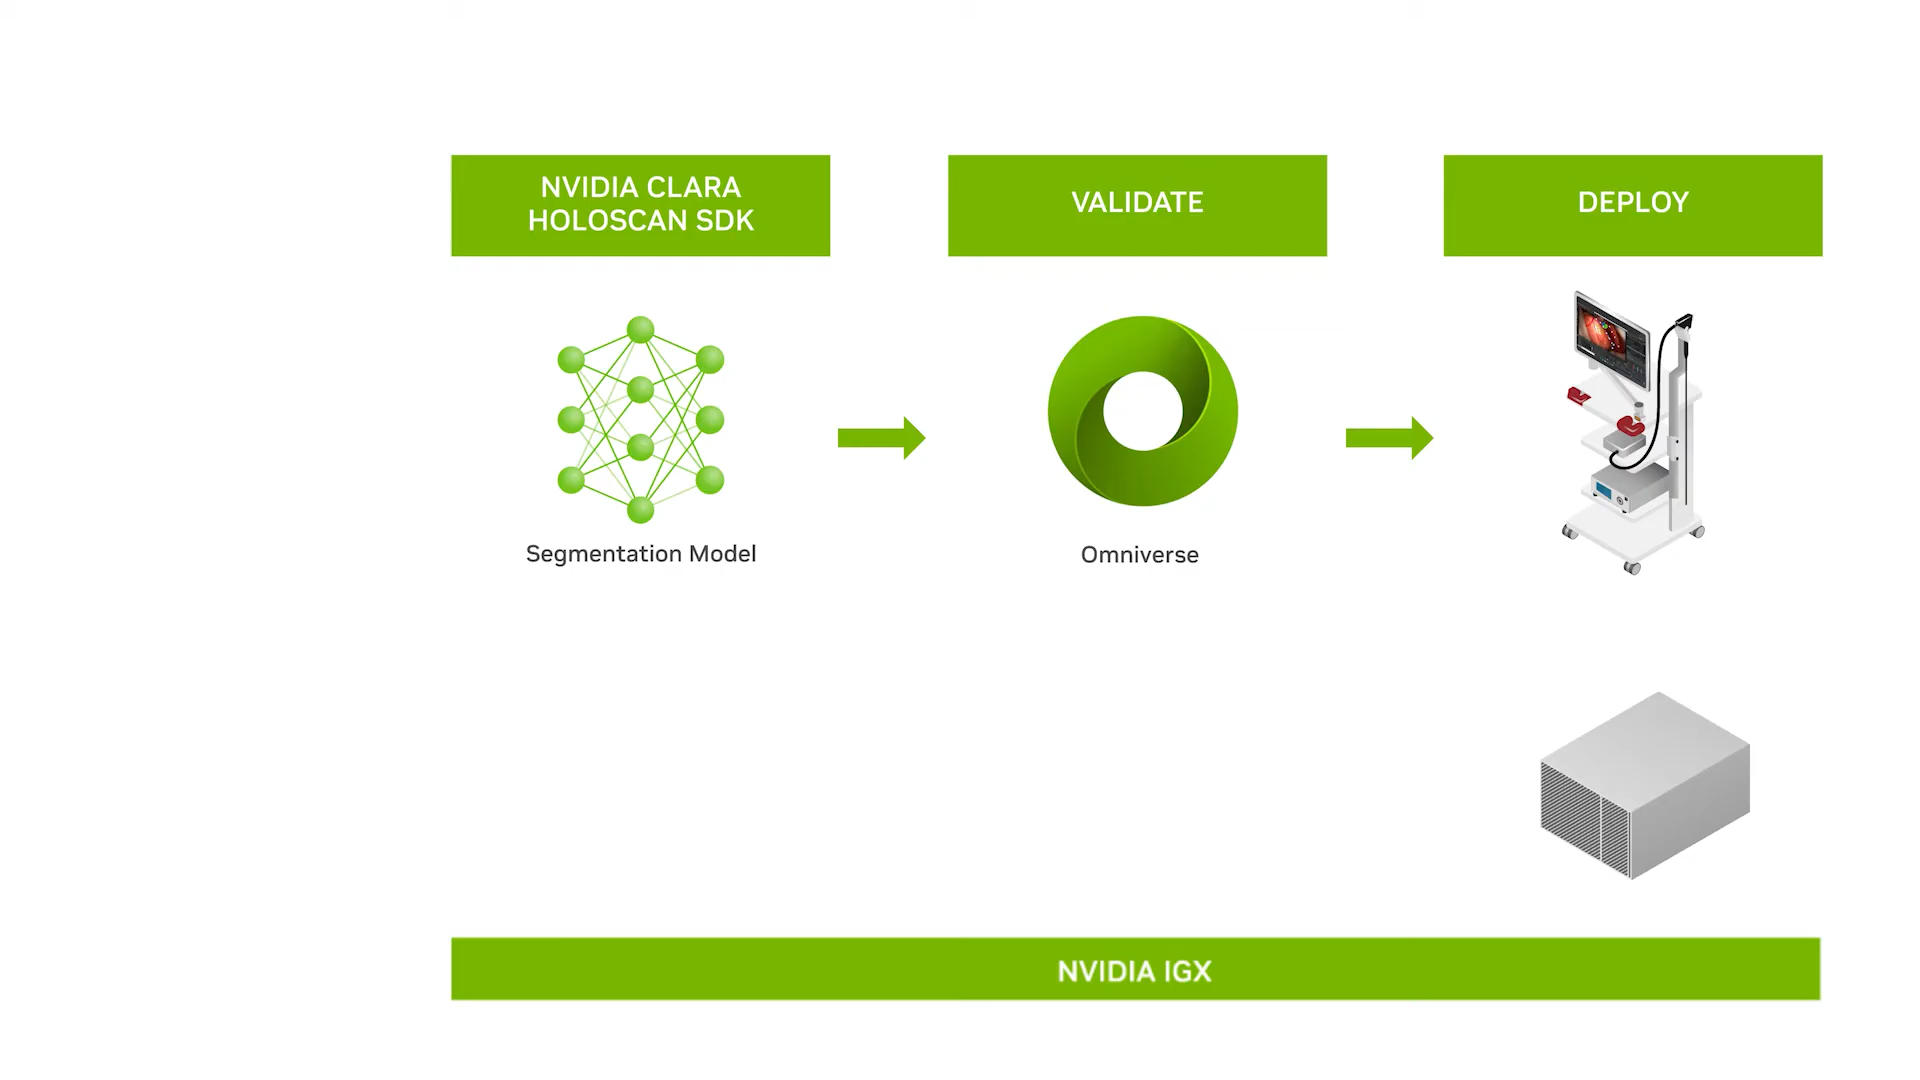 NVIDIA CLARA
HOLOSCAN SDK
VALIDATE
DEPLOY
Segmentation Model
Omniverse
NVIDIA IGX